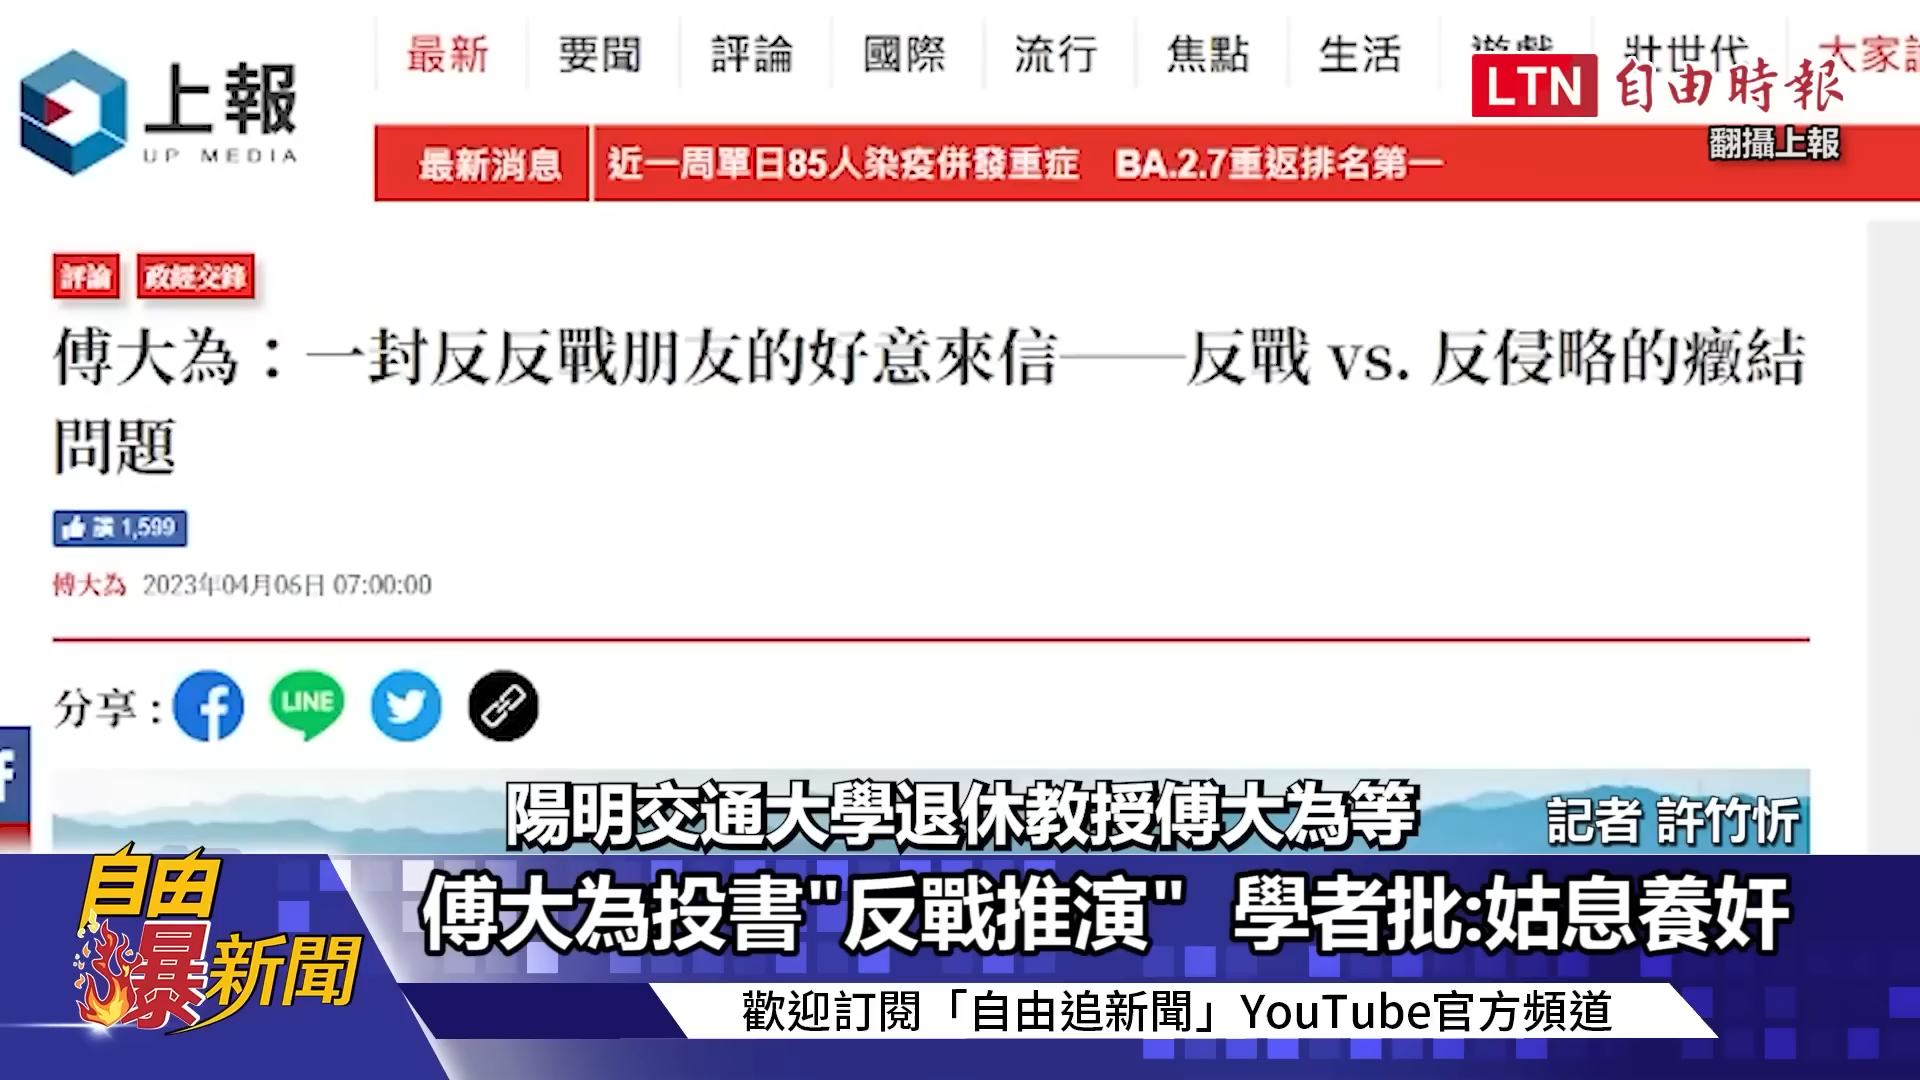 最新 要聞 評論 國際 流行 焦點 生活 遊戲 壯世代 大家
上報
UP MEDIA
LTN 自由時報
翻攝上報
最新消息 近一周單日85人染疫併發重症 BA.2.7重返排名第一
評論 政經交鋒
傅大為：一封反反戰朋友的好意來信──反戰 vs. 反侵略的癥結
問題
讚 1,599
傅大為 2023年04月06日 07:00:00
分享：
LINE
陽明交通大學退休教授傅大為等
記者 許竹忻
自由爆新聞
傅大為投書"反戰推演" 學者批:姑息養奸
歡迎訂閱「自由追新聞」YouTube官方頻道